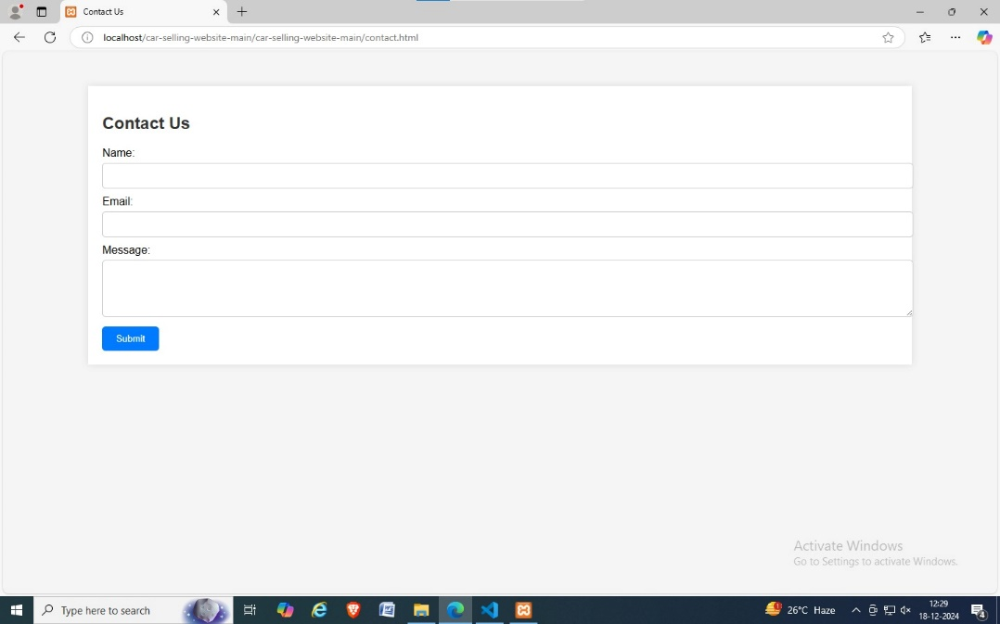 Contact Us
localhost/car-selling-website-main/car-selling-website-main/contact.html
Contact Us
Name:
Email:
Message:
Submit
Activate Windows
Go to Settings to activate Windows.
Type here to search
26°C Haze
12:29
18-12-2024
4